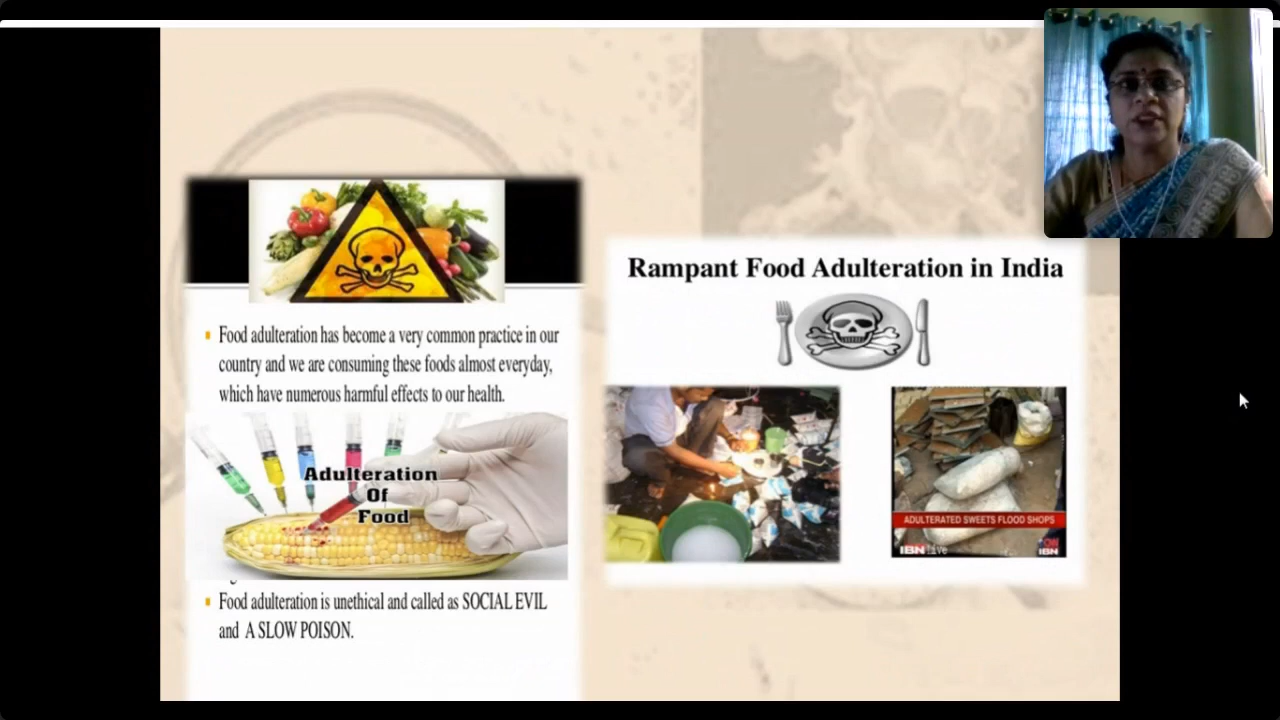 Food adulteration has become a very common practice in our
country and we are consuming these foods almost everyday,
which have numerous harmful effects to our health.
Adulteration
Of
Food
Food adulteration is unethical and called as SOCIAL EVIL
and A SLOW POISON.
Rampant Food Adulteration in India
ADULTERATED SWEETS FLOOD SHOPS
IBN live
CNN
IBN